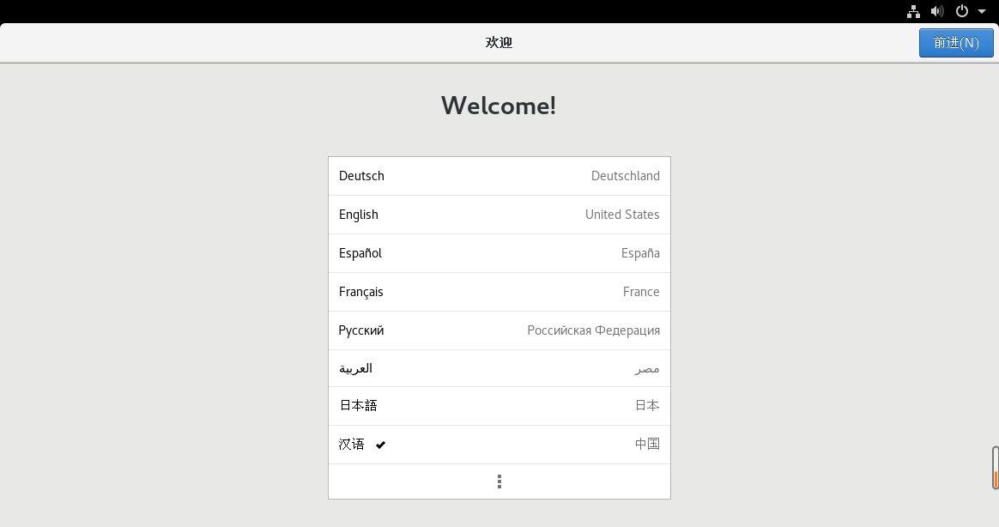 欢迎
前进(N)
Welcome!
Deutsch Deutschland
English United States
Español España
Français France
Русский Российская Федерация
العربية مصر
日本語 日本
汉语 中国